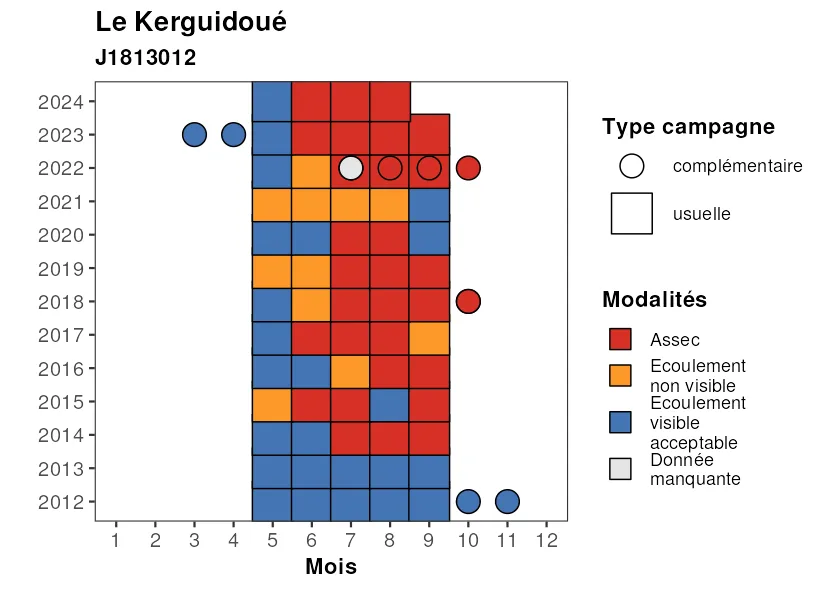 Le Kerguidoué
J1813012
2024
2023
2022
2021
2020
2019
2018
2017
2016
2015
2014
2013
2012
1 2 3 4 5 6 7 8 9 10 11 12
Mois
Type campagne
complémentaire
usuelle
Modalités
Assec
Ecoulement
non visible
Ecoulement
visible
acceptable
Donnée
manquante